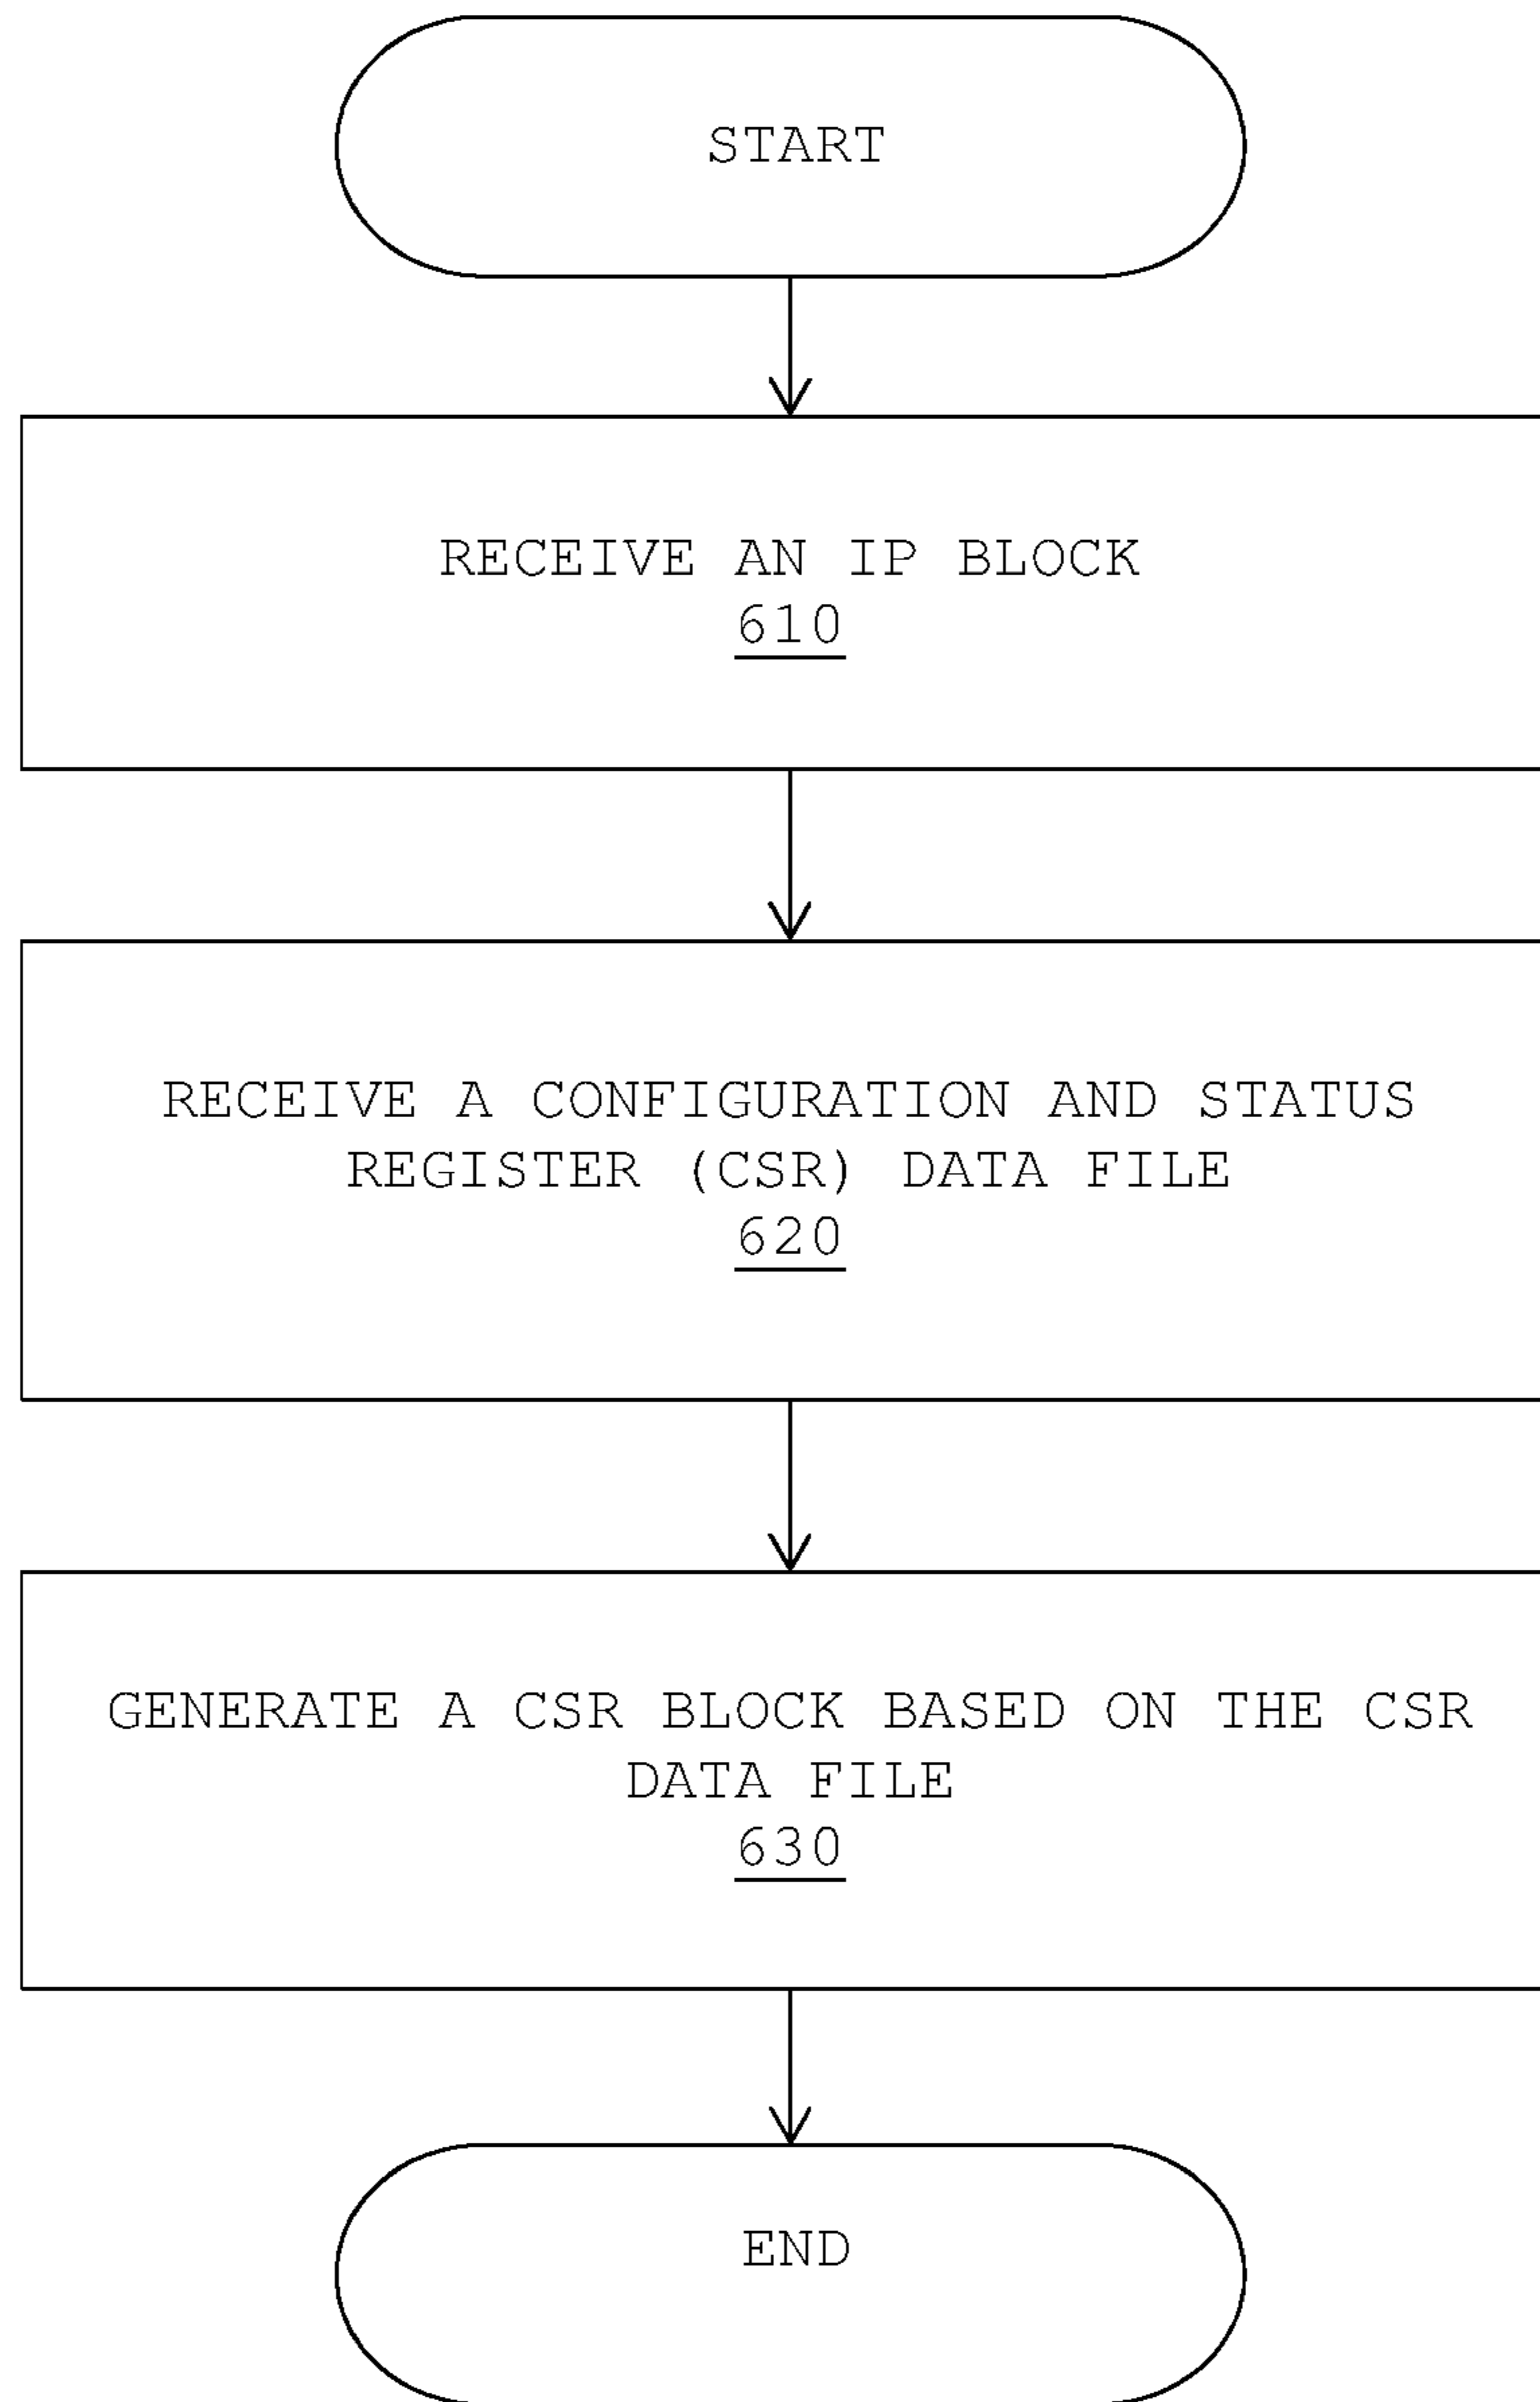 START
RECEIVE AN IP BLOCK
610
RECEIVE A CONFIGURATION AND STATUS
REGISTER (CSR) DATA FILE
620
GENERATE A CSR BLOCK BASED ON THE CSR
DATA FILE
630
END